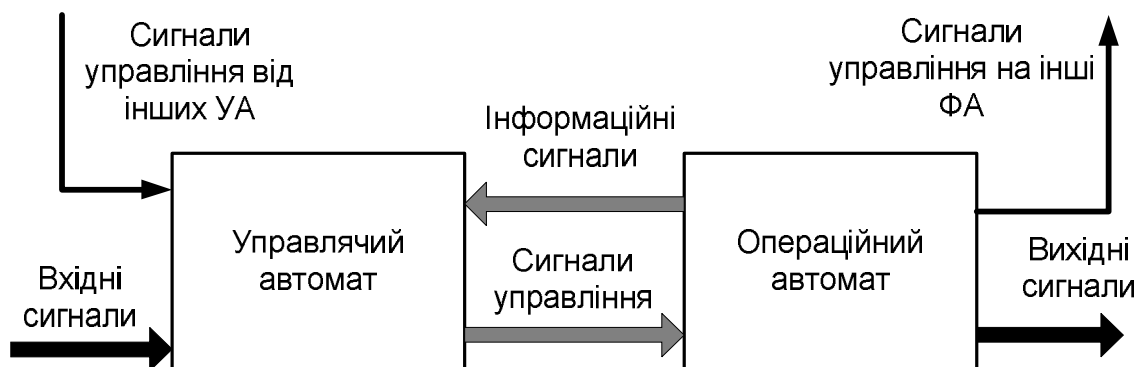 Сигнали
управління від
інших УА
Сигнали
управління на інші
ФА
Інформаційні
сигнали
Управлячий
автомат
Операційний
автомат
Вхідні
сигнали
Сигнали
управління
Вихідні
сигнали